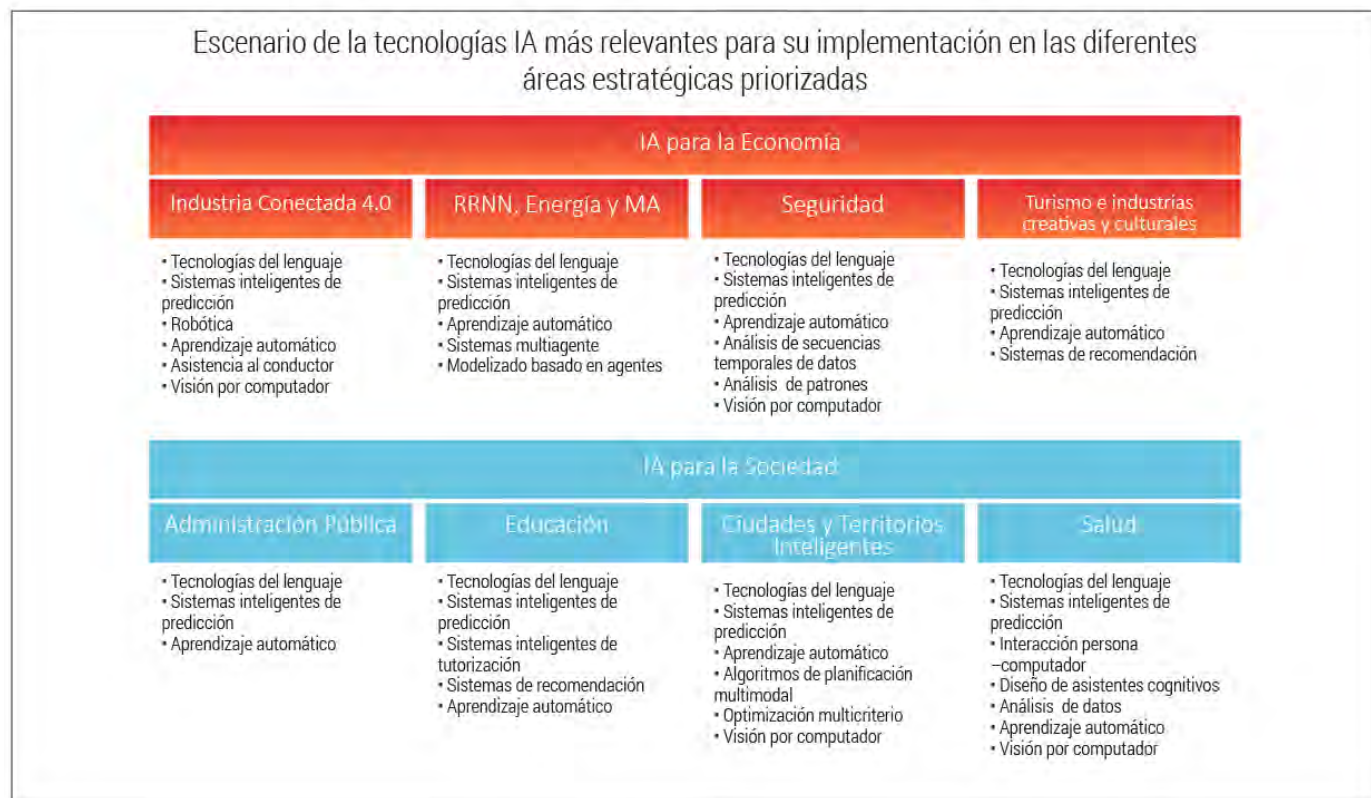 Escenario de la tecnologías IA más relevantes para su implementación en las diferentes
áreas estratégicas priorizadas
IA para la Economía
Industria Conectada 4.0
• Tecnologías del lenguaje
• Sistemas inteligentes de
predicción
• Robótica
• Aprendizaje automático
• Asistencia al conductor
• Visión por computador
RRNN, Energía y MA
• Tecnologías del lenguaje
• Sistemas inteligentes de
predicción
• Aprendizaje automático
• Sistemas multiagente
• Modelizado basado en agentes
Seguridad
• Tecnologías del lenguaje
• Sistemas inteligentes de
predicción
• Aprendizaje automático
• Análisis de secuencias
temporales de datos
• Análisis de patrones
• Visión por computador
Turismo e industrias
creativas y culturales
• Tecnologías del lenguaje
• Sistemas inteligentes de
predicción
• Aprendizaje automático
• Sistemas de recomendación
IA para la Sociedad
Administración Pública
• Tecnologías del lenguaje
• Sistemas inteligentes de
predicción
• Aprendizaje automático
Educación
• Tecnologías del lenguaje
• Sistemas inteligentes de
predicción
• Sistemas inteligentes de
tutorización
• Sistemas de recomendación
• Aprendizaje automático
Ciudades y Territorios
Inteligentes
• Tecnologías del lenguaje
• Sistemas inteligentes de
predicción
• Aprendizaje automático
• Algoritmos de planificación
multimodal
• Optimización multicriterio
• Visión por computador
Salud
• Tecnologías del lenguaje
• Sistemas inteligentes de
predicción
• Interacción persona
–computador
• Diseño de asistentes cognitivos
• Análisis de datos
• Aprendizaje automático
• Visión por computador